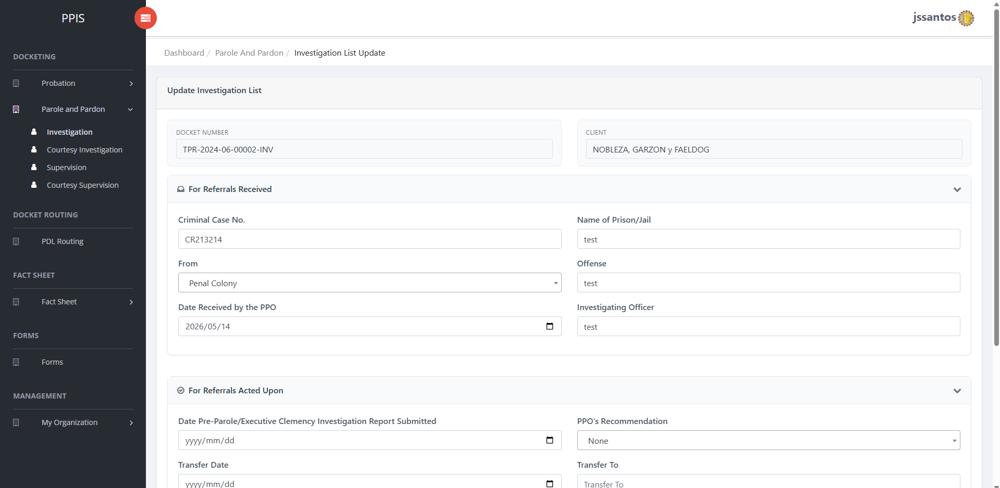 PPIS
jssantos
Dashboard / Parole And Pardon / Investigation List Update
DOCKETING
Probation
Parole and Pardon
Investigation
Courtesy Investigation
Supervision
Courtesy Supervision
DOCKET ROUTING
PDL Routing
FACT SHEET
Fact Sheet
FORMS
Forms
MANAGEMENT
My Organization
Update Investigation List
DOCKET NUMBER
TPR-2024-06-00002-INV
CLIENT
NOBLEZA, GARZON y FAELDOG
For Referrals Received
Criminal Case No.
CR213214
Name of Prison/Jail
test
From
Penal Colony
Offense
test
Date Received by the PPO
2026/05/14
Investigating Officer
test
For Referrals Acted Upon
Date Pre-Parole/Executive Clemency Investigation Report Submitted
yyyy/mm/dd
PPO's Recommendation
None
Transfer Date
yyyy/mm/dd
Transfer To
Transfer To